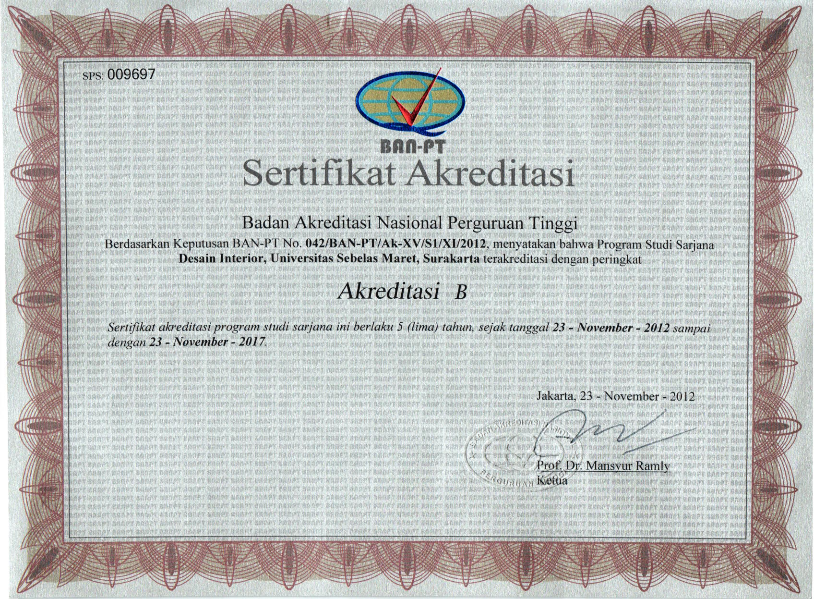 SPS: 009697
BAN-PT
Sertifikat Akreditasi
Badan Akreditasi Nasional Perguruan Tinggi
Berdasarkan Keputusan BAN-PT No. 042/BAN-PT/Ak-XV/S1/XI/2012, menyatakan bahwa Program Studi Sarjana
Desain Interior, Universitas Sebelas Maret, Surakarta terakreditasi dengan peringkat
Akreditasi B
Sertifikat akreditasi program studi sarjana ini berlaku 5 (lima) tahun, sejak tanggal 23 - November - 2012 sampai
dengan 23 - November - 2017.
Jakarta, 23 - November - 2012
Prof. Dr. Mansyur Ramly
Ketua